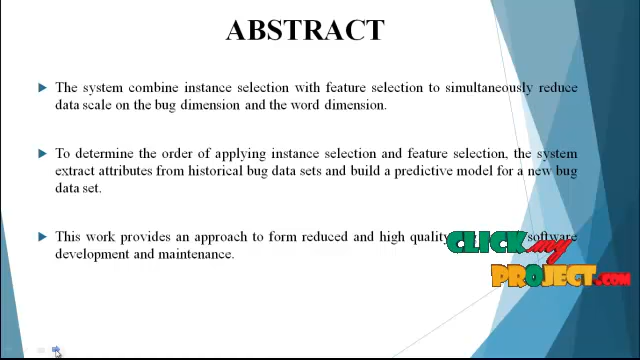 ABSTRACT
The system combine instance selection with feature selection to simultaneously reduce
data scale on the bug dimension and the word dimension.
To determine the order of applying instance selection and feature selection, the system
extract attributes from historical bug data sets and build a predictive model for a new bug
data set.
This work provides an approach to form reduced and high quality software
development and maintenance.
CLICK my
PROJECT.COM